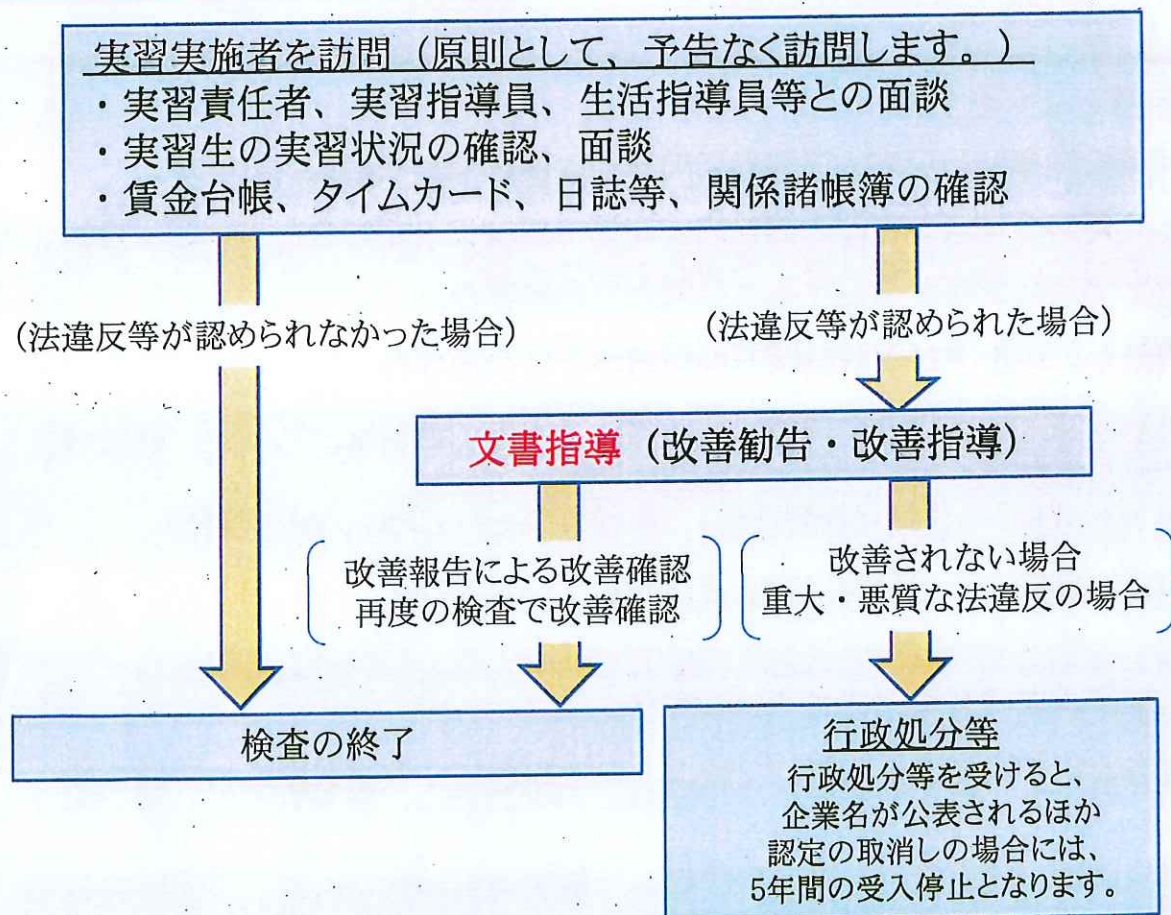 実習実施者を訪問（原則として、予告なく訪問します。）
・実習責任者、実習指導員、生活指導員等との面談
・実習生の実習状況の確認、面談
・賃金台帳、タイムカード、日誌等、関係諸帳簿の確認
（法違反等が認められなかった場合）
（法違反等が認められた場合）
文書指導（改善勧告・改善指導）
改善報告による改善確認
再度の検査で改善確認
改善されない場合
重大・悪質な法違反の場合
検査の終了
行政処分等
行政処分等を受けると、
企業名が公表されるほか
認定の取消しの場合には、
5年間の受入停止となります。